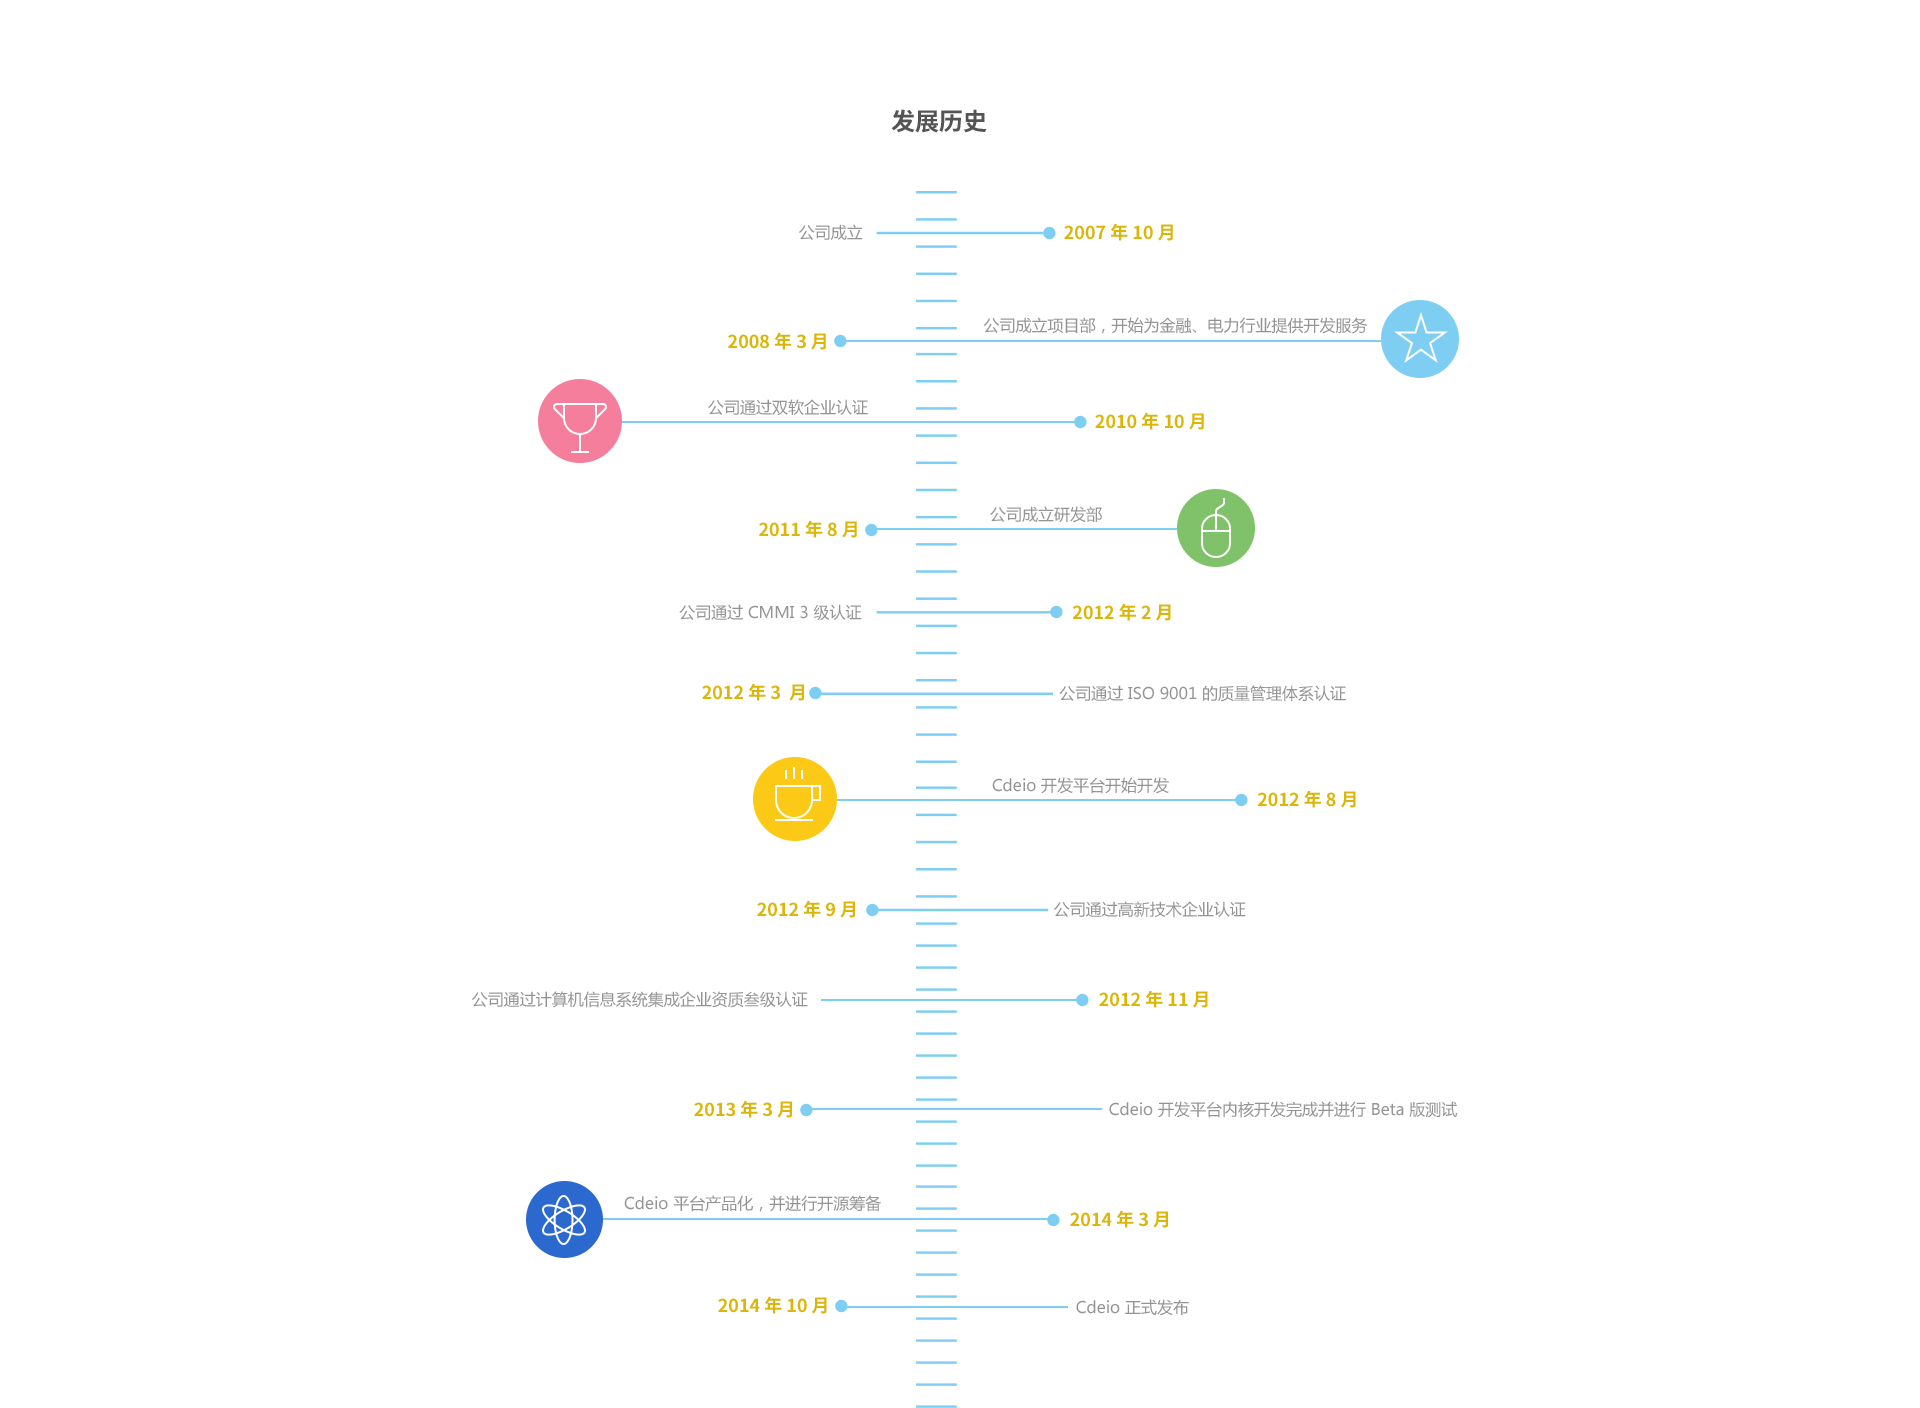 发展历史
公司成立 2007 年 10 月
公司成立项目部，开始为金融、电力行业提供开发服务
2008 年 3 月
公司通过双软企业认证
2010 年 10 月
公司成立研发部
2011 年 8 月
公司通过 CMMI 3 级认证 2012 年 2 月
2012 年 3 月 公司通过 ISO 9001 的质量管理体系认证
Cdeio 开发平台开始开发
2012 年 8 月
2012 年 9 月 公司通过高新技术企业认证
公司通过计算机信息系统集成企业资质叁级认证 2012 年 11 月
2013 年 3 月 Cdeio 开发平台内核开发完成并进行 Beta 版测试
Cdeio 平台产品化，并进行开源筹备
2014 年 3 月
2014 年 10 月 Cdeio 正式发布